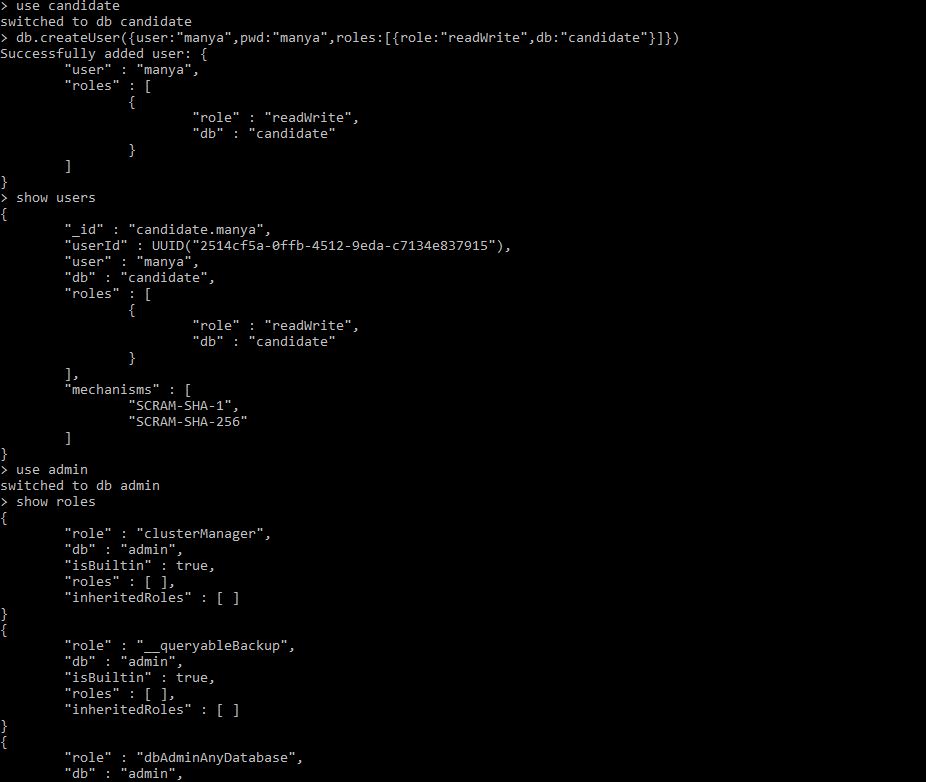 > use candidate
switched to db candidate
> db.createUser({user:"manya",pwd:"manya",roles:[{role:"readWrite",db:"candidate"}]})
Successfully added user: {
        "user" : "manya",
        "roles" : [
                {
                        "role" : "readWrite",
                        "db" : "candidate"
                }
        ]
}
> show users
{
        "_id" : "candidate.manya",
        "userId" : UUID("2514cf5a-0ffb-4512-9eda-c7134e837915"),
        "user" : "manya",
        "db" : "candidate",
        "roles" : [
                {
                        "role" : "readWrite",
                        "db" : "candidate"
                }
        ],
        "mechanisms" : [
                "SCRAM-SHA-1",
                "SCRAM-SHA-256"
        ]
}
> use admin
switched to db admin
> show roles
{
        "role" : "clusterManager",
        "db" : "admin",
        "isBuiltin" : true,
        "roles" : [ ],
        "inheritedRoles" : [ ]
}
{
        "role" : "__queryableBackup",
        "db" : "admin",
        "isBuiltin" : true,
        "roles" : [ ],
        "inheritedRoles" : [ ]
}
{
        "role" : "dbAdminAnyDatabase",
        "db" : "admin",